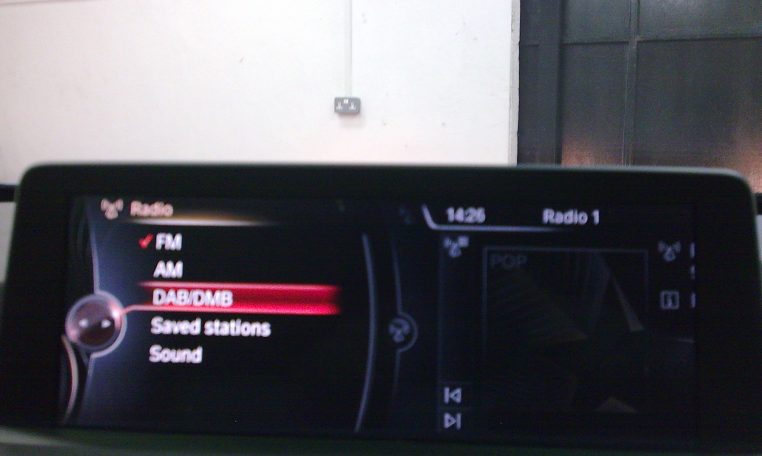 Radio
14:26 Radio 1
FM
AM
DAB/DMB
Saved stations
Sound
POP